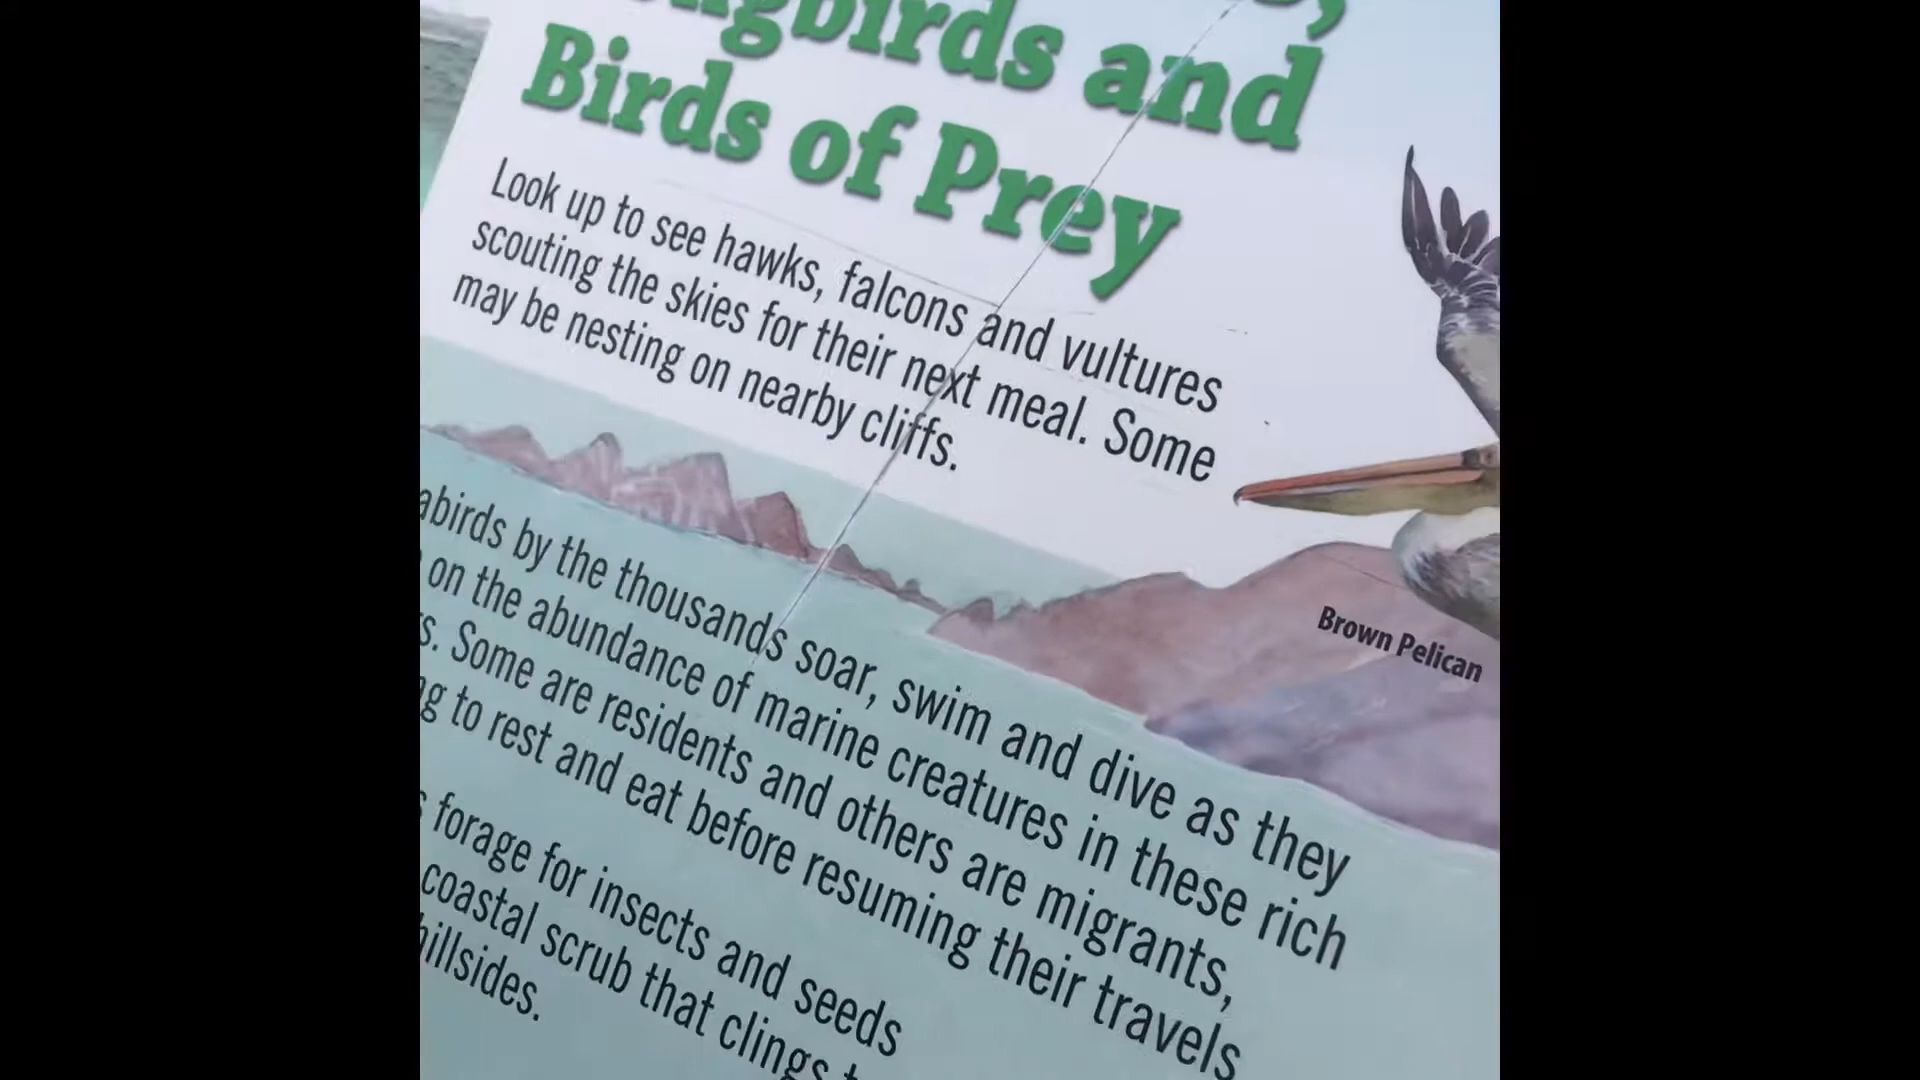 Birds and
Birds of Prey
Look up to see hawks, falcons and vultures
scouting the skies for their next meal. Some
may be nesting on nearby cliffs.
Brown Pelican
by the thousands soar, swim and dive as they
on the abundance of marine creatures in these rich
Some are residents and others are migrants,
to rest and eat before resuming their travels
forage for insects and seeds
coastal scrub that clings
hillsides.